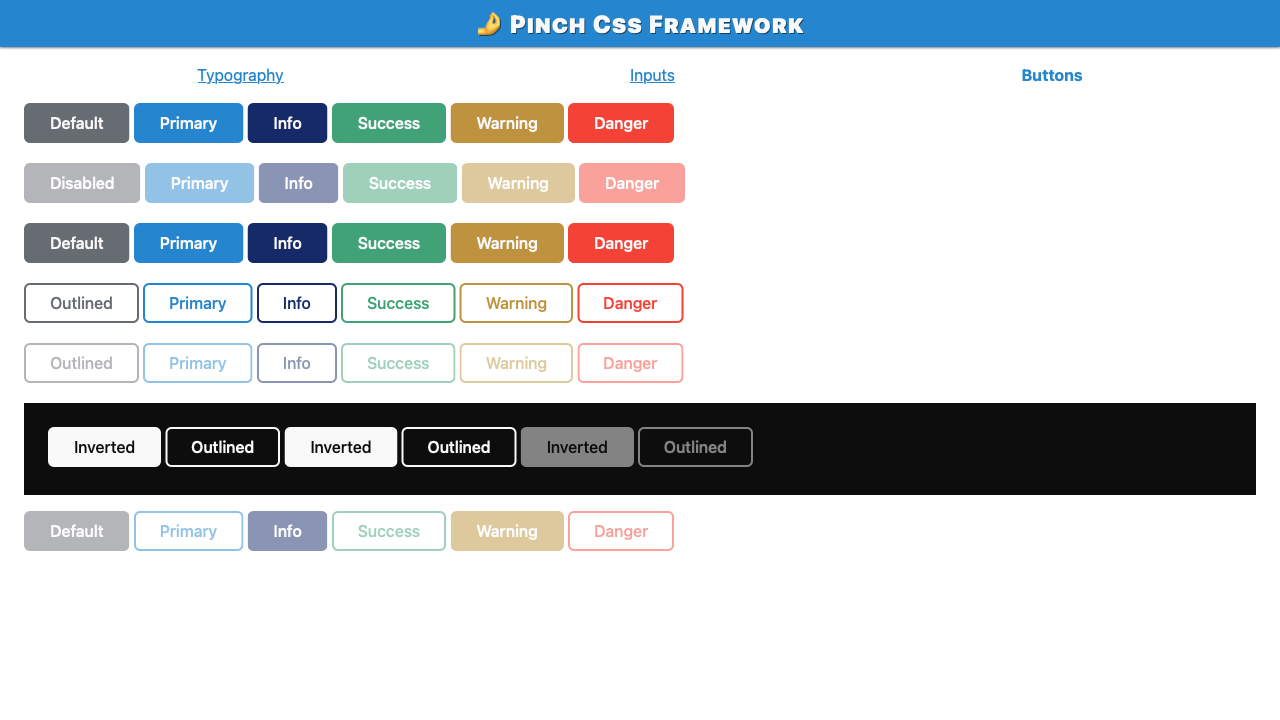 🤌 Pinch Css Framework
Typography Inputs Buttons
Default Primary Info Success Warning Danger
Disabled Primary Info Success Warning Danger
Default Primary Info Success Warning Danger
Outlined Primary Info Success Warning Danger
Outlined Primary Info Success Warning Danger
Inverted Outlined Inverted Outlined Inverted Outlined
Default Primary Info Success Warning Danger